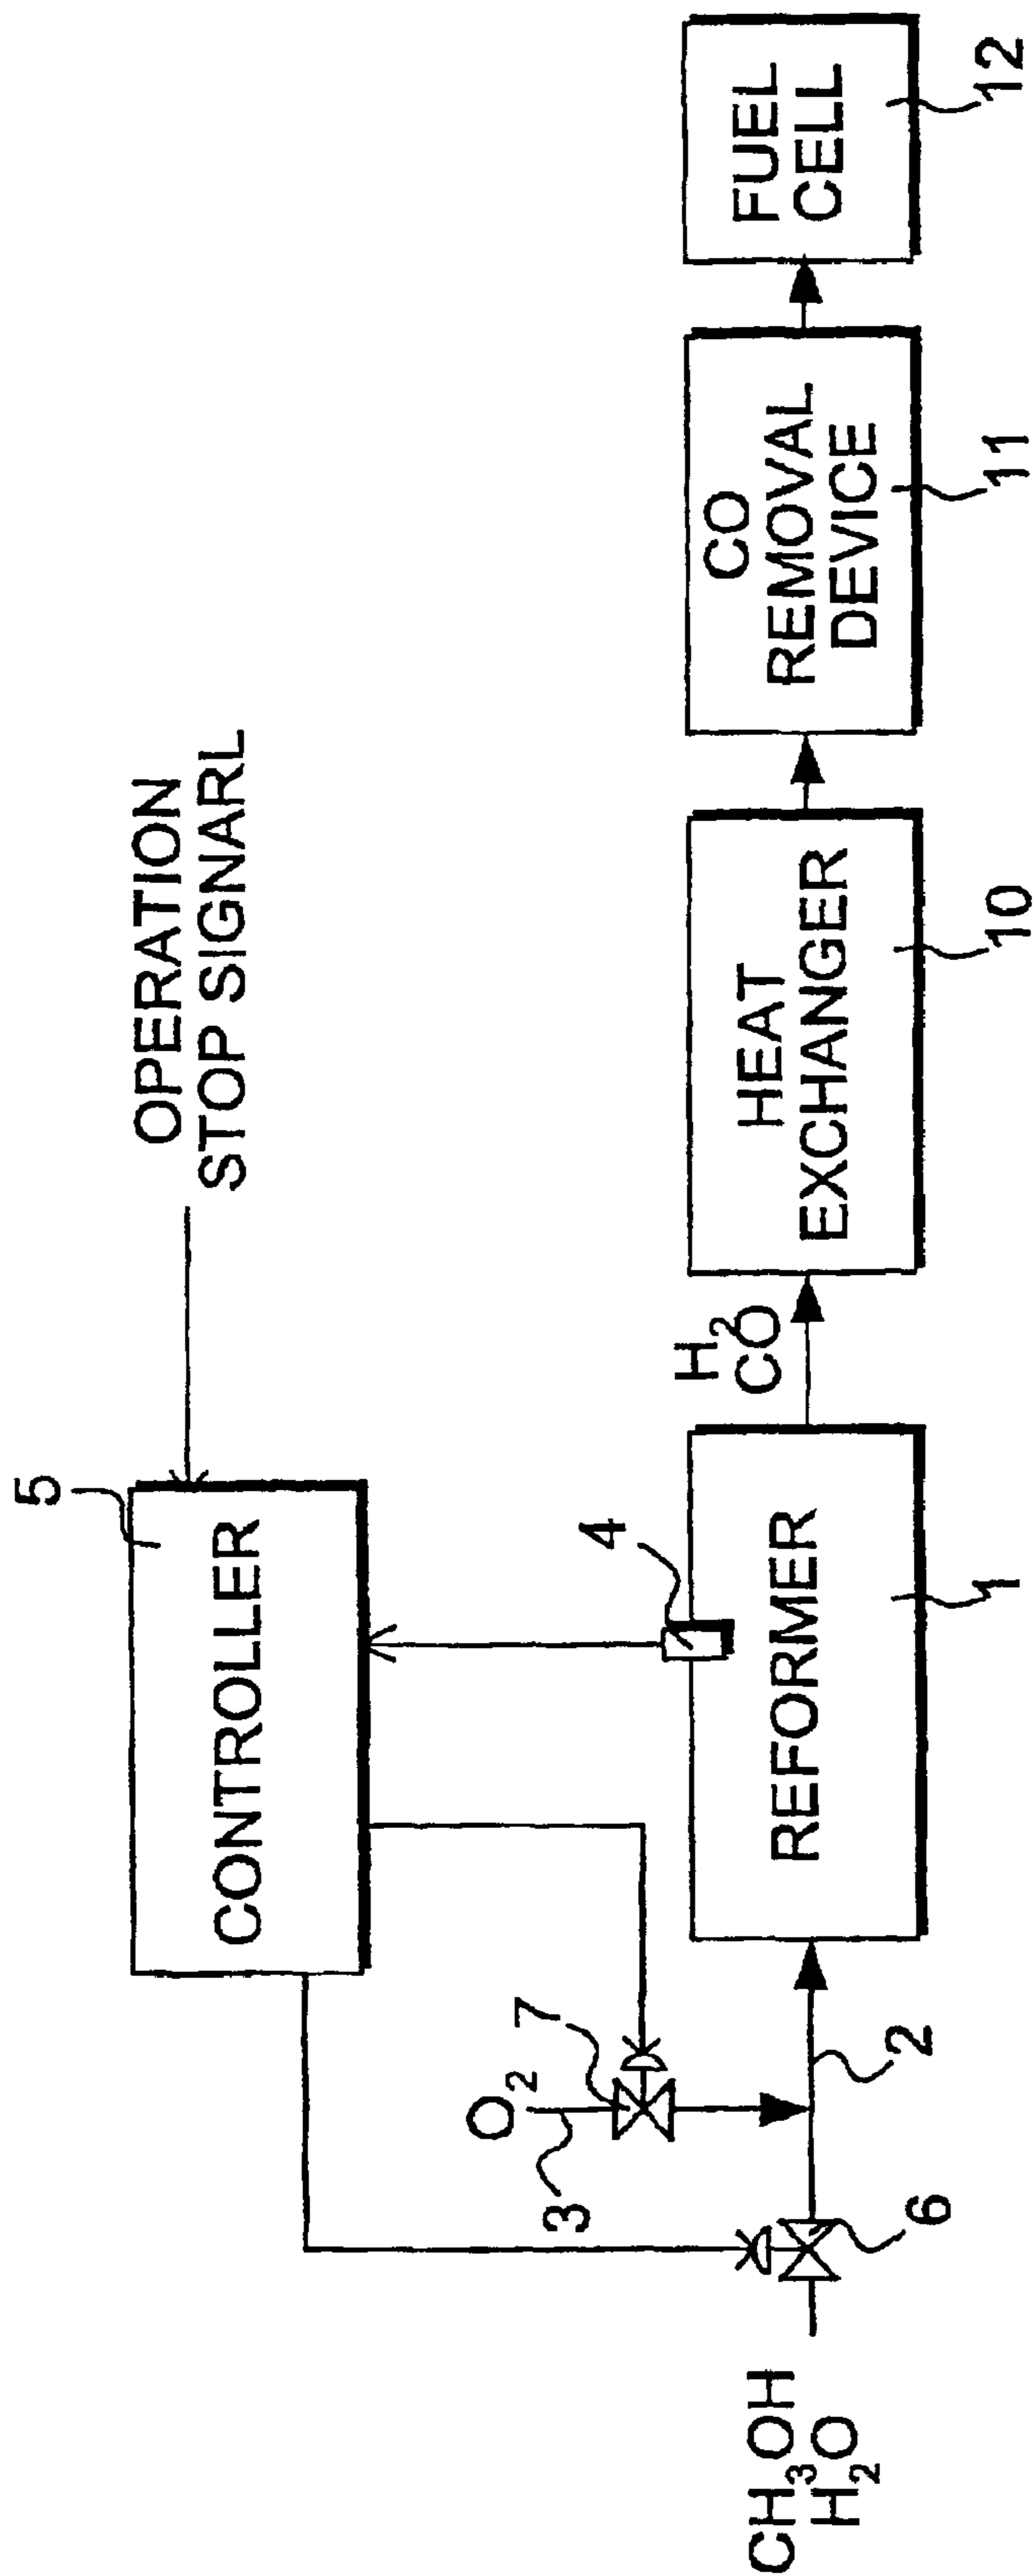 OPERATION
STOP SIGNARL
5
CONTROLLER
4
O2
7
3
H2
CO
CH3OH
H2O
6
2
REFORMER
1
HEAT
EXCHANGER
10
CO
REMOVAL
DEVICE
11
FUEL
CELL
12